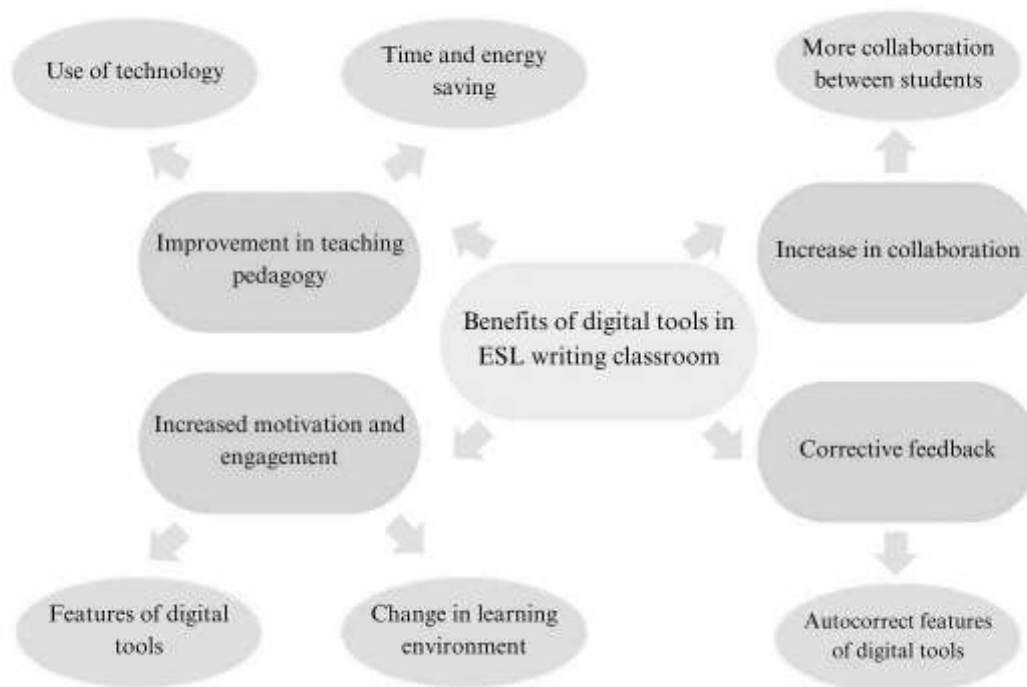 Use of technology
Time and energy
saving
More collaboration
between students
Improvement in teaching
pedagogy
Increase in collaboration
Benefits of digital tools in
ESL writing classroom
Increased motivation and
engagement
Corrective feedback
Features of digital
tools
Change in learning
environment
Autocorrect features
of digital tools